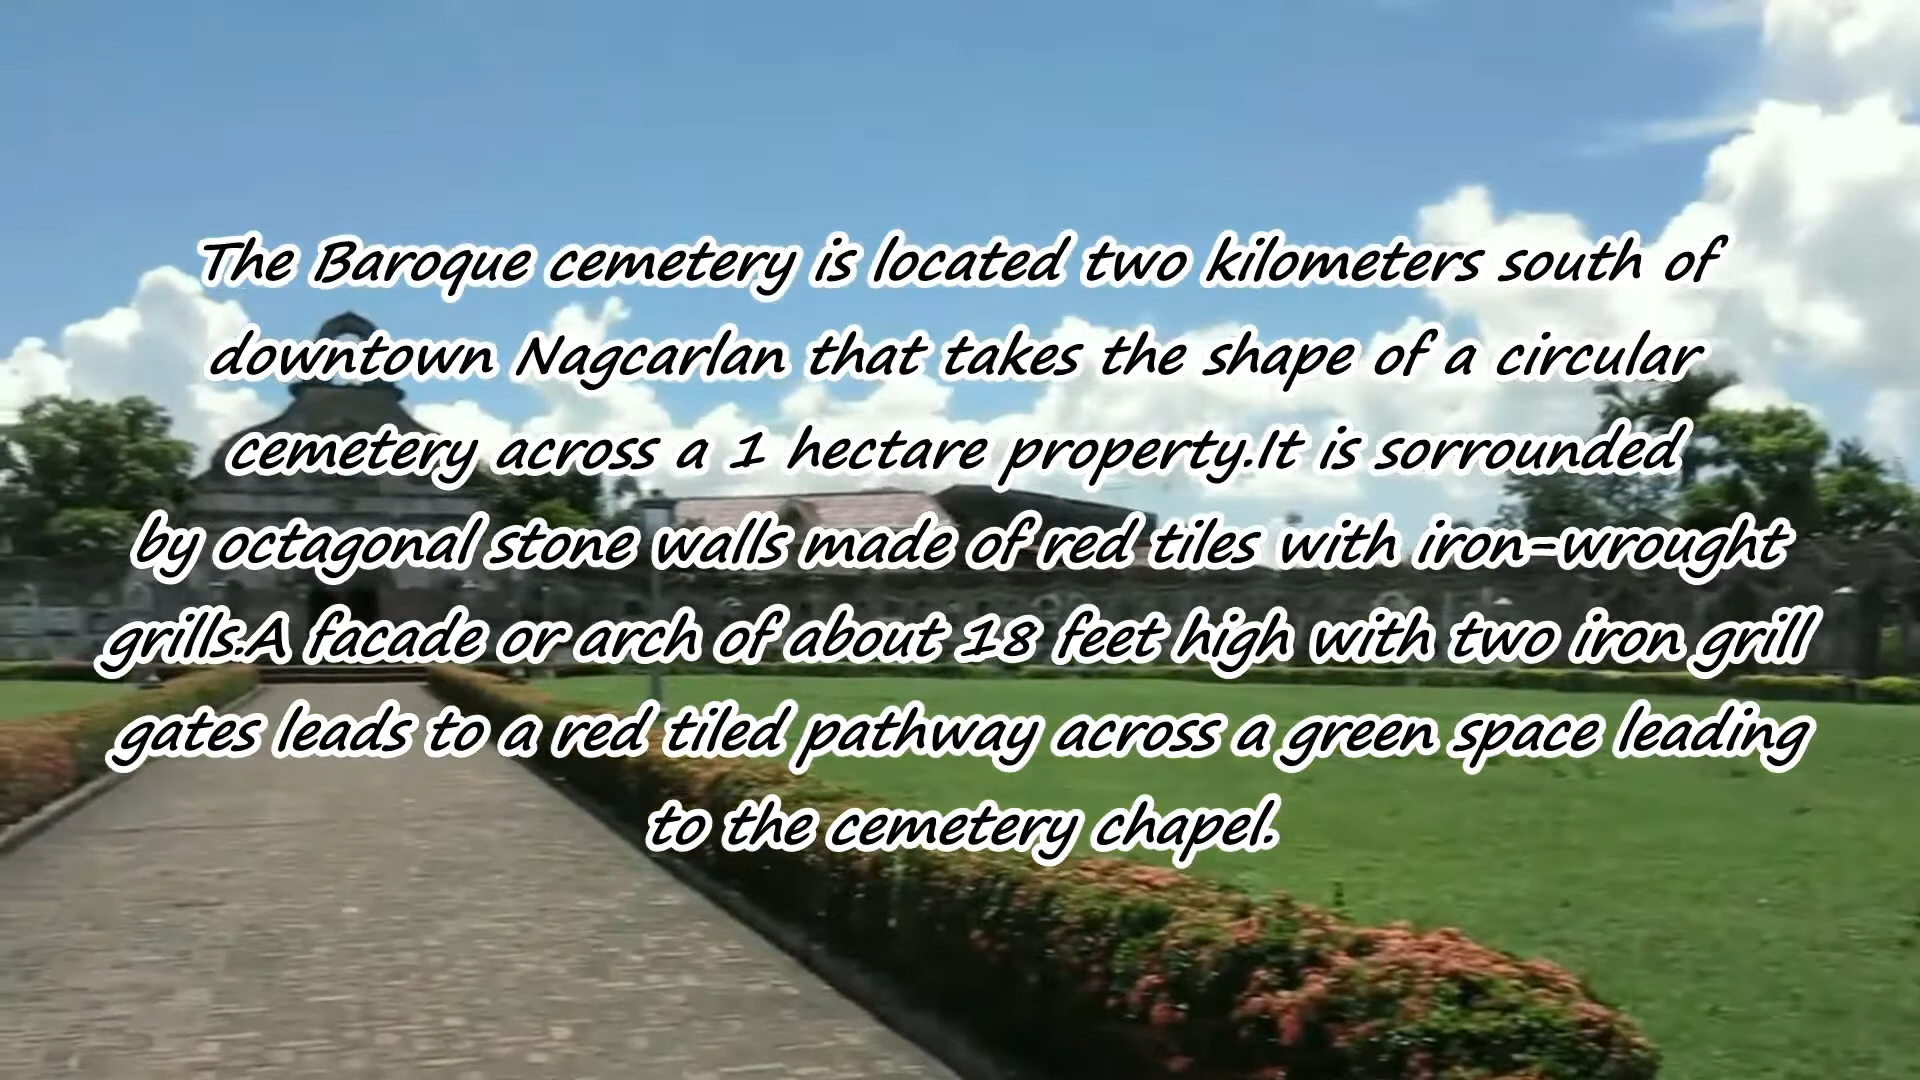 The Baroque cemetery is located two kilometers south of
downtown Nagcarlan that takes the shape of a circular
cemetery across a 1 hectare property.It is sorrounded
by octagonal stone walls made of red tiles with iron-wrought
grills.A facade or arch of about 18 feet high with two iron grill
gates leads to a red tiled pathway across a green space leading
to the cemetery chapel.